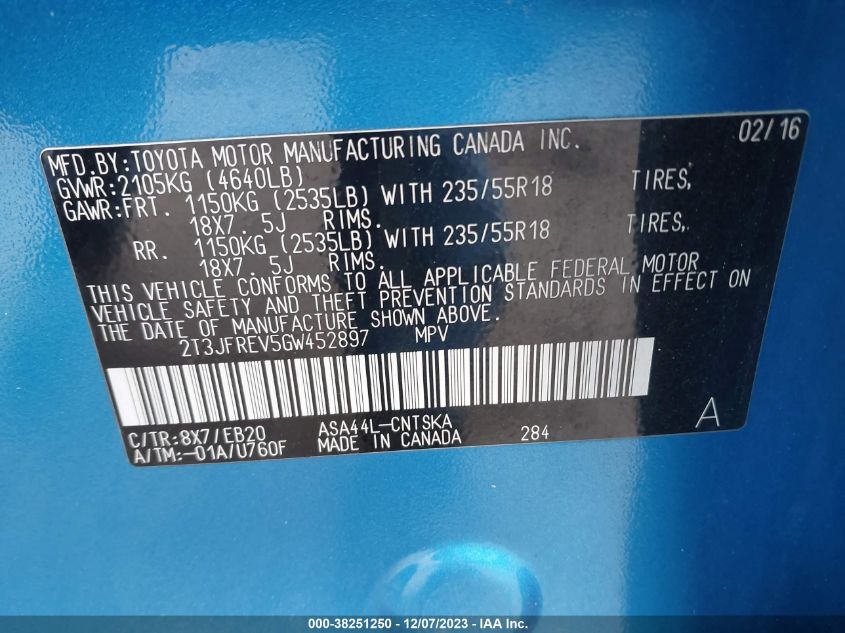 02/16
MFD.BY:TOYOTA MOTOR MANUFACTURING CANADA INC.
GVWR:2105KG (4640LB)
GAWR:FRT. 1150KG (2535LB) WITH 235/55R18 TIRES,
18X7.5J RIMS.
RR. 1150KG (2535LB) WITH 235/55R18 TIRES,
18X7.5J RIMS.
THIS VEHICLE CONFORMS TO ALL APPLICABLE FEDERAL MOTOR
VEHICLE SAFETY AND THEFT PREVENTION STANDARDS IN EFFECT ON
THE DATE OF MANUFACTURE SHOWN ABOVE.
2T3JFREV5GW452897 MPV
C/TR:8X7/EB20 ASA44L-CNTSKA A
A/TM:-01A/U760F MADE IN CANADA 284
000-38251250 - 12/07/2023 - IAA Inc.